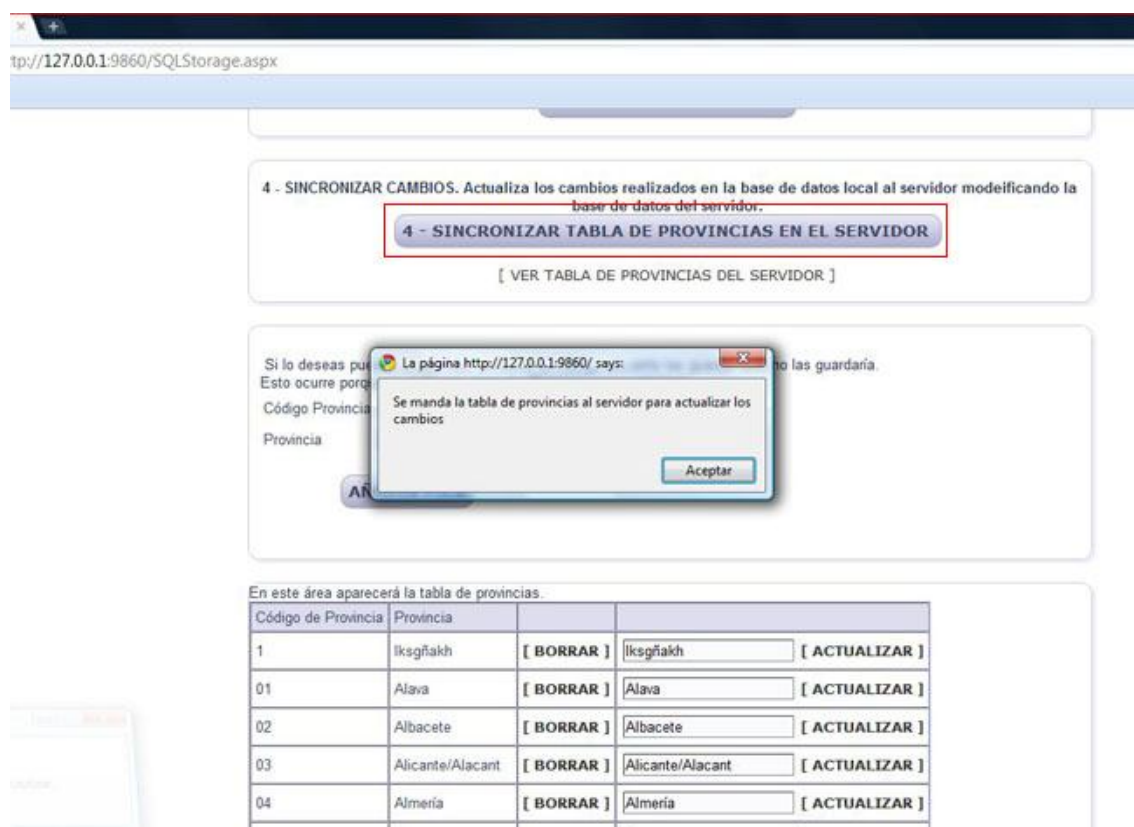 tp://127.0.0.1:9860/SQLStorage.aspx
4 - SINCRONIZAR CAMBIOS. Actualiza los cambios realizados en la base de datos local al servidor modeificando la
base de datos del servidor.
4 - SINCRONIZAR TABLA DE PROVINCIAS EN EL SERVIDOR
[ VER TABLA DE PROVINCIAS DEL SERVIDOR ]
Si lo deseas no las guardaría.
La página http://127.0.0.1:9860/ says:
Esto ocurre
Se manda la tabla de provincias al servidor para actualizar los
cambios
Código Provincia
Provincia
Aceptar
En este área aparecerá la tabla de provincias.
Código de Provincia Provincia
1 lksgñakh [ BORRAR ] lksgñakh [ ACTUALIZAR ]
01 Alava [ BORRAR ] Alava [ ACTUALIZAR ]
02 Albacete [ BORRAR ] Albacete [ ACTUALIZAR ]
03 Alicante/Alacant [ BORRAR ] Alicante/Alacant [ ACTUALIZAR ]
04 Almería [ BORRAR ] Almería [ ACTUALIZAR ]